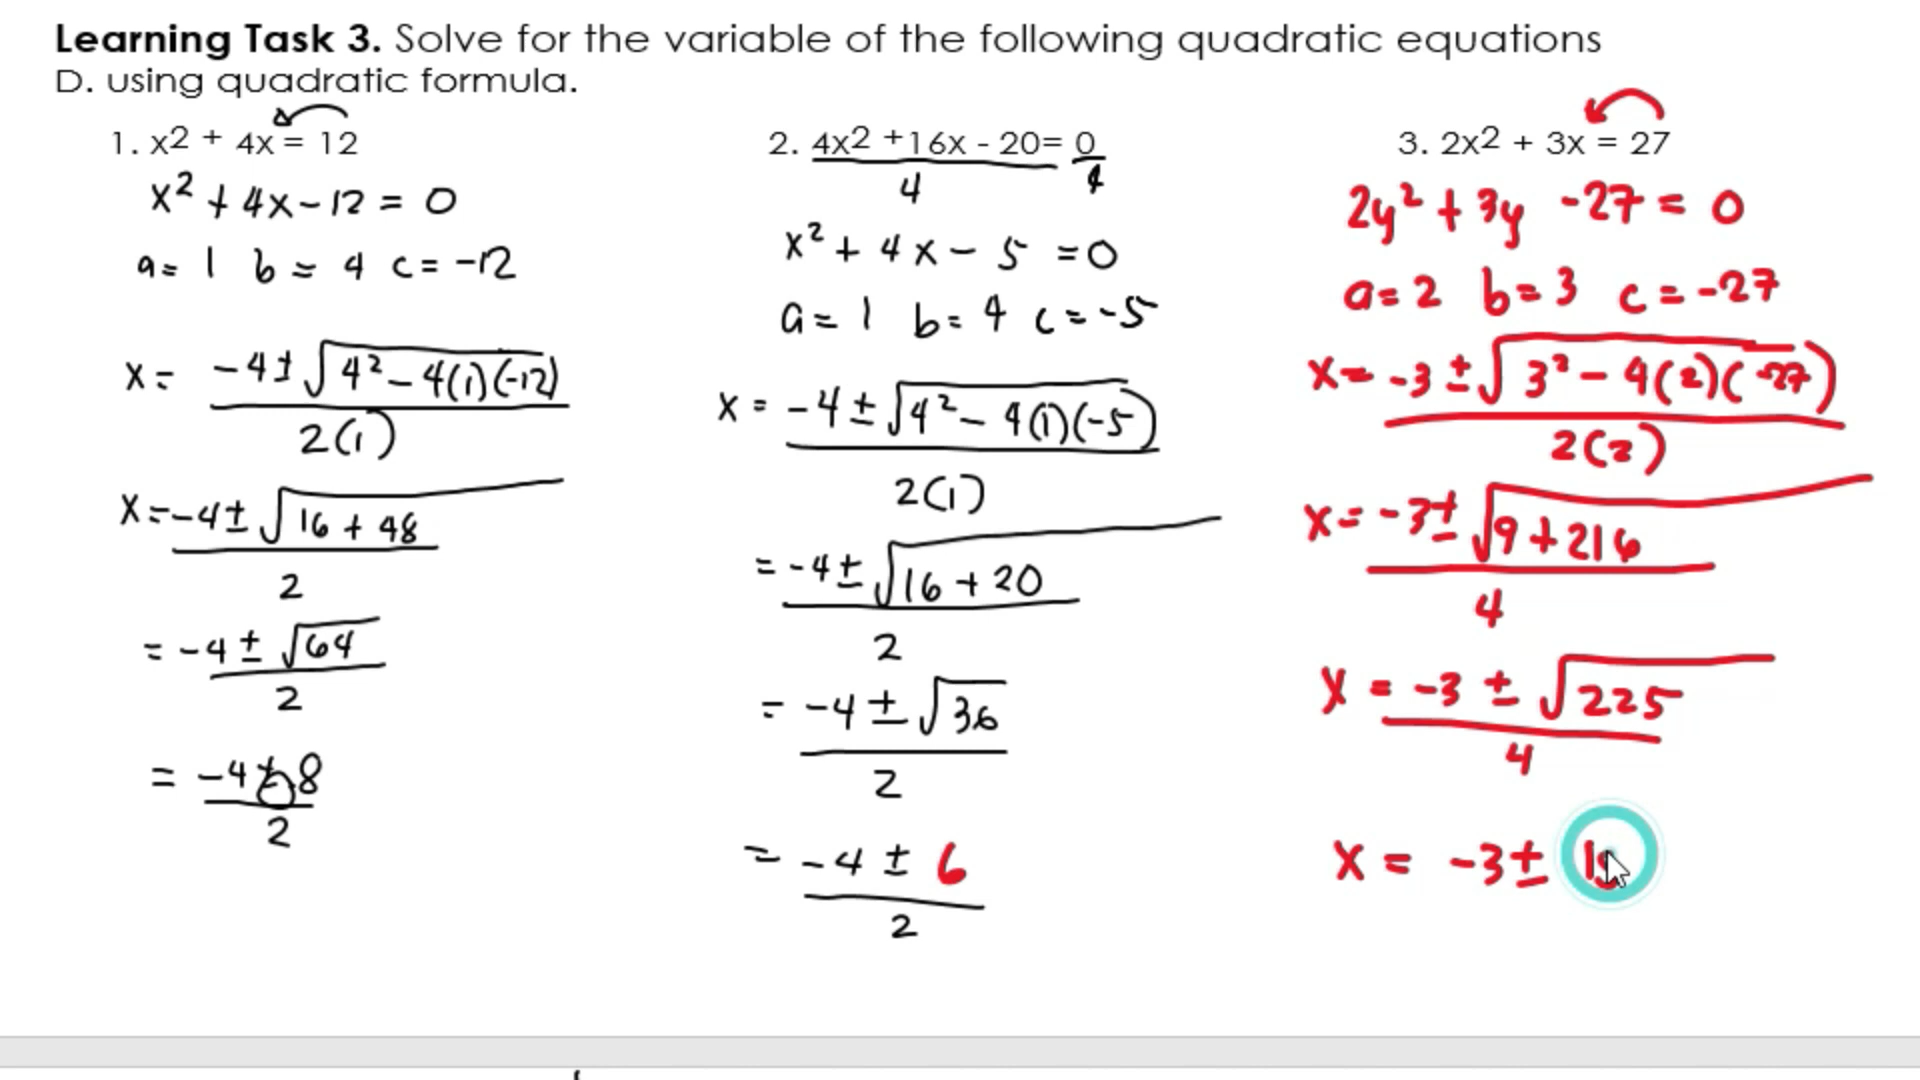 Learning Task 3. Solve for the variable of the following quadratic equations
D. using quadratic formula.
1. x2 + 4x = 12
x² + 4x - 12 = 0
a = 1 b = 4 c = -12
x = -4 ± √4² - 4(1)(-12)
2(1)
x = -4 ± √16 + 48
2
= -4 ± √64
2
= -4 ± 8
2
2. 4x2 +16x - 20= 0
4 4
x² + 4x - 5 = 0
a = 1 b = 4 c = -5
x = -4 ± √4² - 4(1)(-5)
2(1)
= -4 ± √16 + 20
2
= -4 ± √36
2
= -4 ± 6
2
3. 2x2 + 3x = 27
2y² + 3y -27 = 0
a = 2 b = 3 c = -27
x = -3 ± √3² - 4(2)(-27)
2(2)
x = -3 ± √9 + 216
4
x = -3 ± √225
4
x = -3 ±